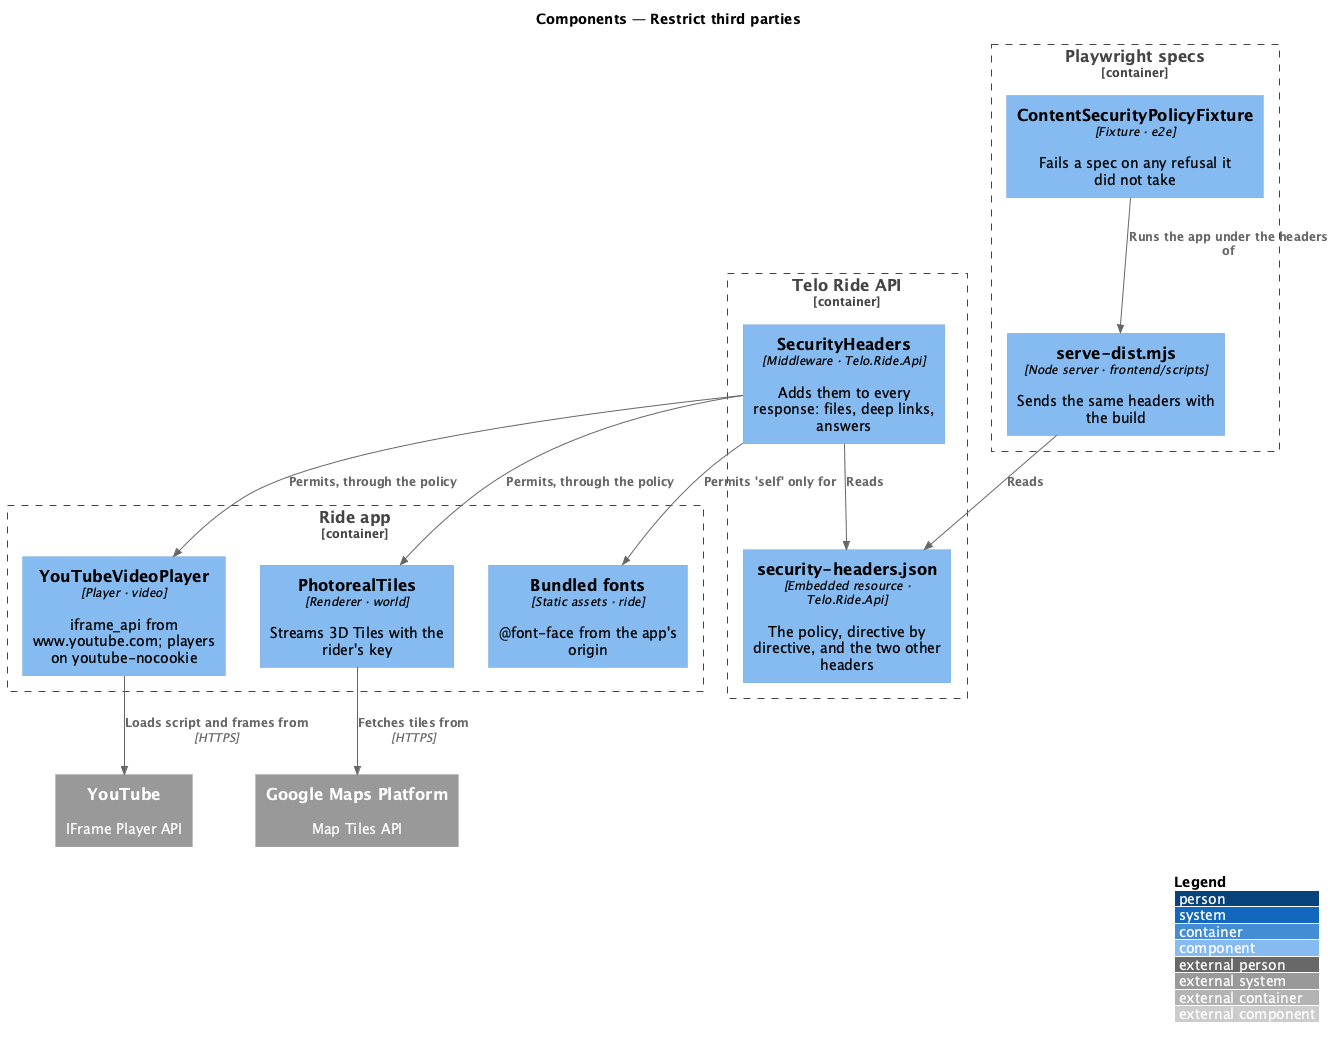 Components — Restrict third parties
Playwright specs
[container]
ContentSecurityPolicyFixture
[Fixture · e2e]
Fails a spec on any refusal it
did not take
Runs the app under the headers
of
Telo Ride API
[container]
SecurityHeaders
[Middleware · Telo.Ride.Api]
Adds them to every
response: files, deep links,
answers
serve-dist.mjs
[Node server · frontend/scripts]
Sends the same headers with
the build
Permits, through the policy
Permits, through the policy
Permits 'self' only for
Reads
Reads
Ride app
[container]
YouTubeVideoPlayer
[Player · video]
iframe_api from
www.youtube.com; players
on youtube-nocookie
PhotorealTiles
[Renderer · world]
Streams 3D Tiles with the
rider's key
Bundled fonts
[Static assets · ride]
@font-face from the app's
origin
security-headers.json
[Embedded resource ·
Telo.Ride.Api]
The policy, directive by
directive, and the two other
headers
Loads script and frames from
[HTTPS]
Fetches tiles from
[HTTPS]
YouTube
IFrame Player API
Google Maps Platform
Map Tiles API
Legend
person
system
container
component
external person
external system
external container
external component